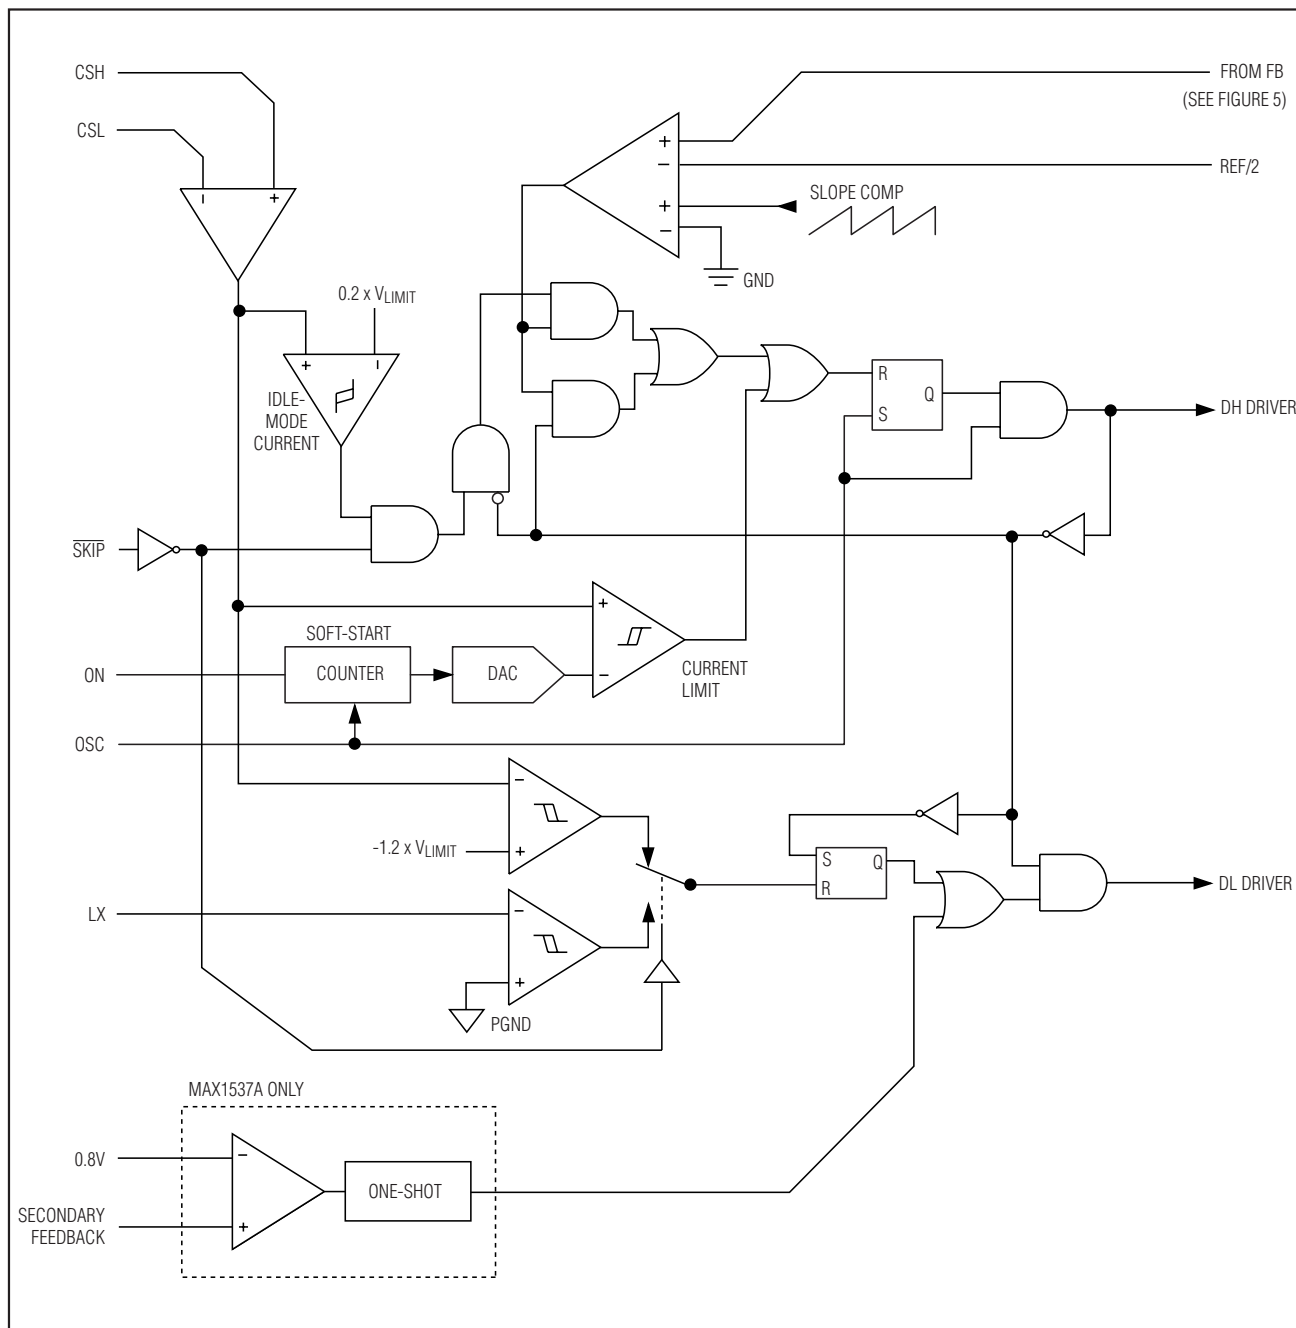 CSH
CSL
FROM FB
(SEE FIGURE 5)
REF/2
+
−
+
−
SLOPE COMP
GND
− +
0.2 x VLIMIT
+ −
IDLE-
MODE
CURRENT
R
S
Q
DH DRIVER
SKIP
SOFT-START
COUNTER
DAC
+
−
CURRENT
LIMIT
ON
OSC
−
+
-1.2 x VLIMIT
S
R
Q
DL DRIVER
LX
−
+
PGND
MAX1537A ONLY
0.8V
−
+
ONE-SHOT
SECONDARY
FEEDBACK